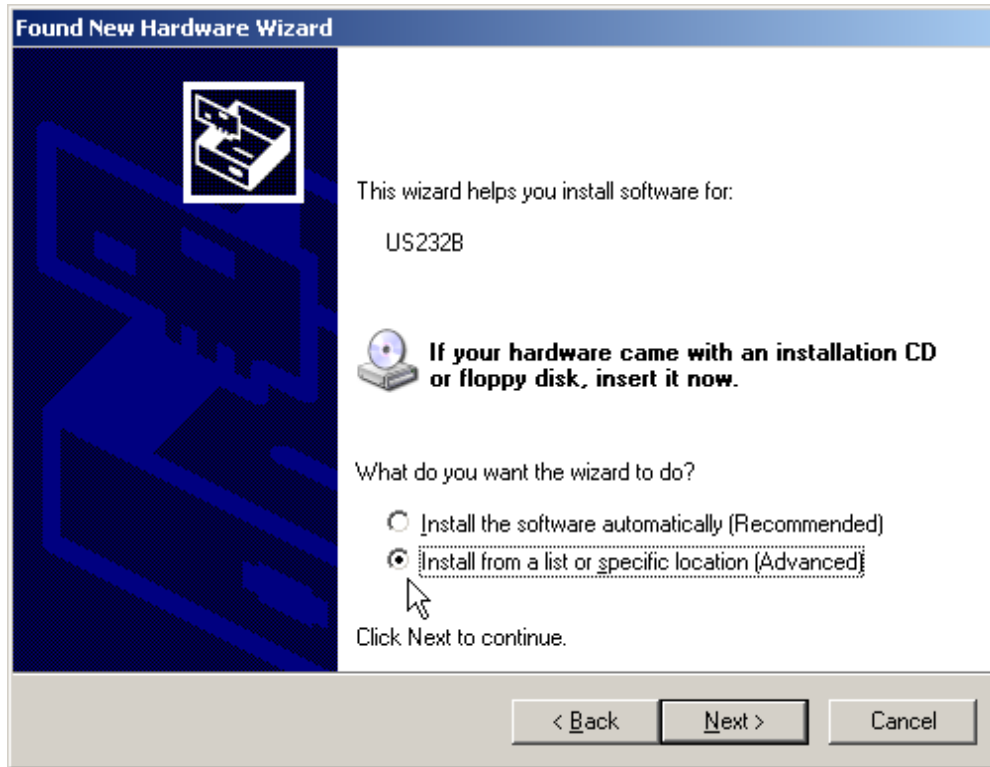 Found New Hardware Wizard
This wizard helps you install software for:
US232B
If your hardware came with an installation CD
or floppy disk, insert it now.
What do you want the wizard to do?
Install the software automatically (Recommended)
Install from a list or specific location (Advanced)
Click Next to continue.
< Back Next > Cancel